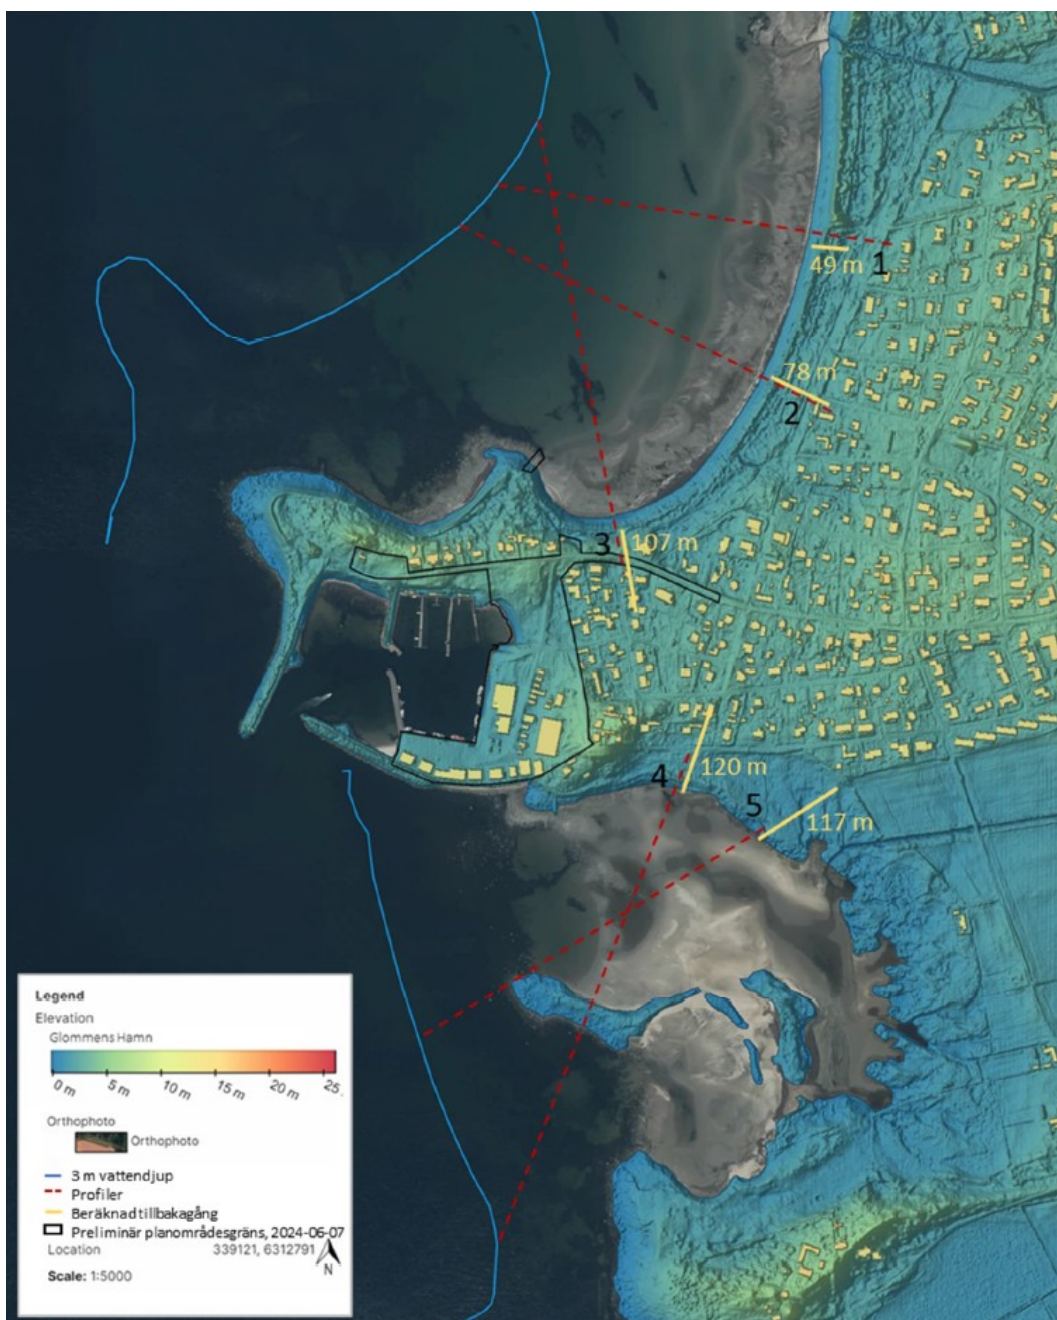 49 m
1
78 m
2
3
107 m
4
120 m
5
117 m
Legend
Elevation
Glommens Hamn
0 m
5 m
10 m
15 m
20 m
25 .
Orthophoto
Orthophoto
3 m vattendjup
Profiler
Beräknad tillbakagång
Preliminär planområdesgräns, 2024-06-07
Location
339121, 6312791
N
Scale: 1:5000